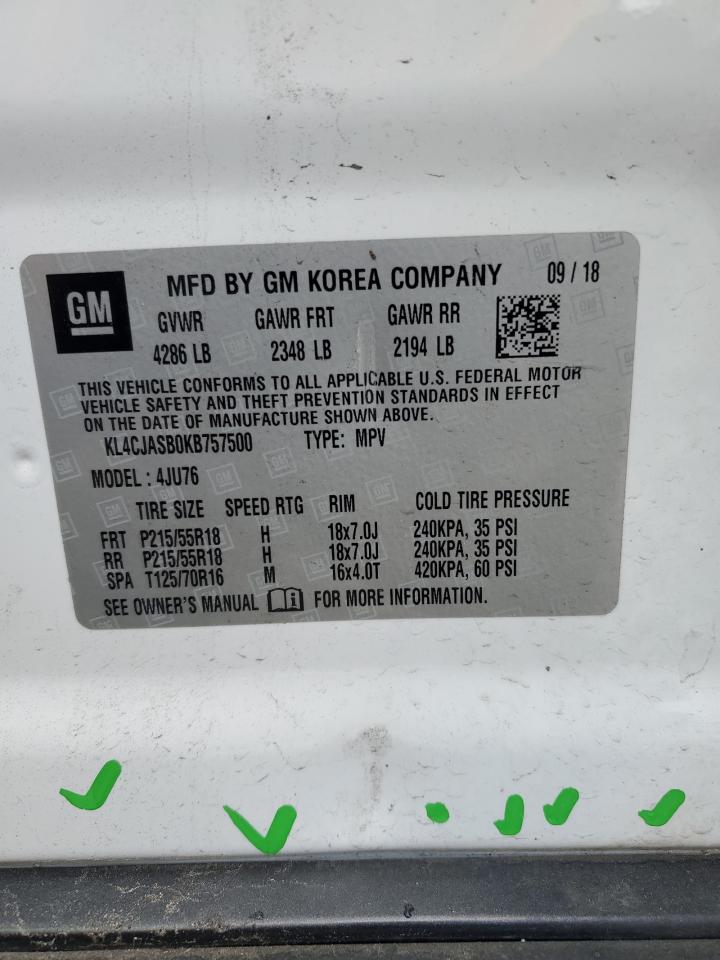 GM
MFD BY GM KOREA COMPANY 09 / 18
GVWR GAWR FRT GAWR RR
4286 LB 2348 LB 2194 LB
THIS VEHICLE CONFORMS TO ALL APPLICABLE U.S. FEDERAL MOTOR
VEHICLE SAFETY AND THEFT PREVENTION STANDARDS IN EFFECT
ON THE DATE OF MANUFACTURE SHOWN ABOVE.
KL4CJASB0KB757500 TYPE: MPV
MODEL : 4JU76
TIRE SIZE SPEED RTG RIM COLD TIRE PRESSURE
FRT P215/55R18 H 18x7.0J 240KPA, 35 PSI
RR P215/55R18 H 18x7.0J 240KPA, 35 PSI
SPA T125/70R16 M 16x4.0T 420KPA, 60 PSI
SEE OWNER'S MANUAL FOR MORE INFORMATION.